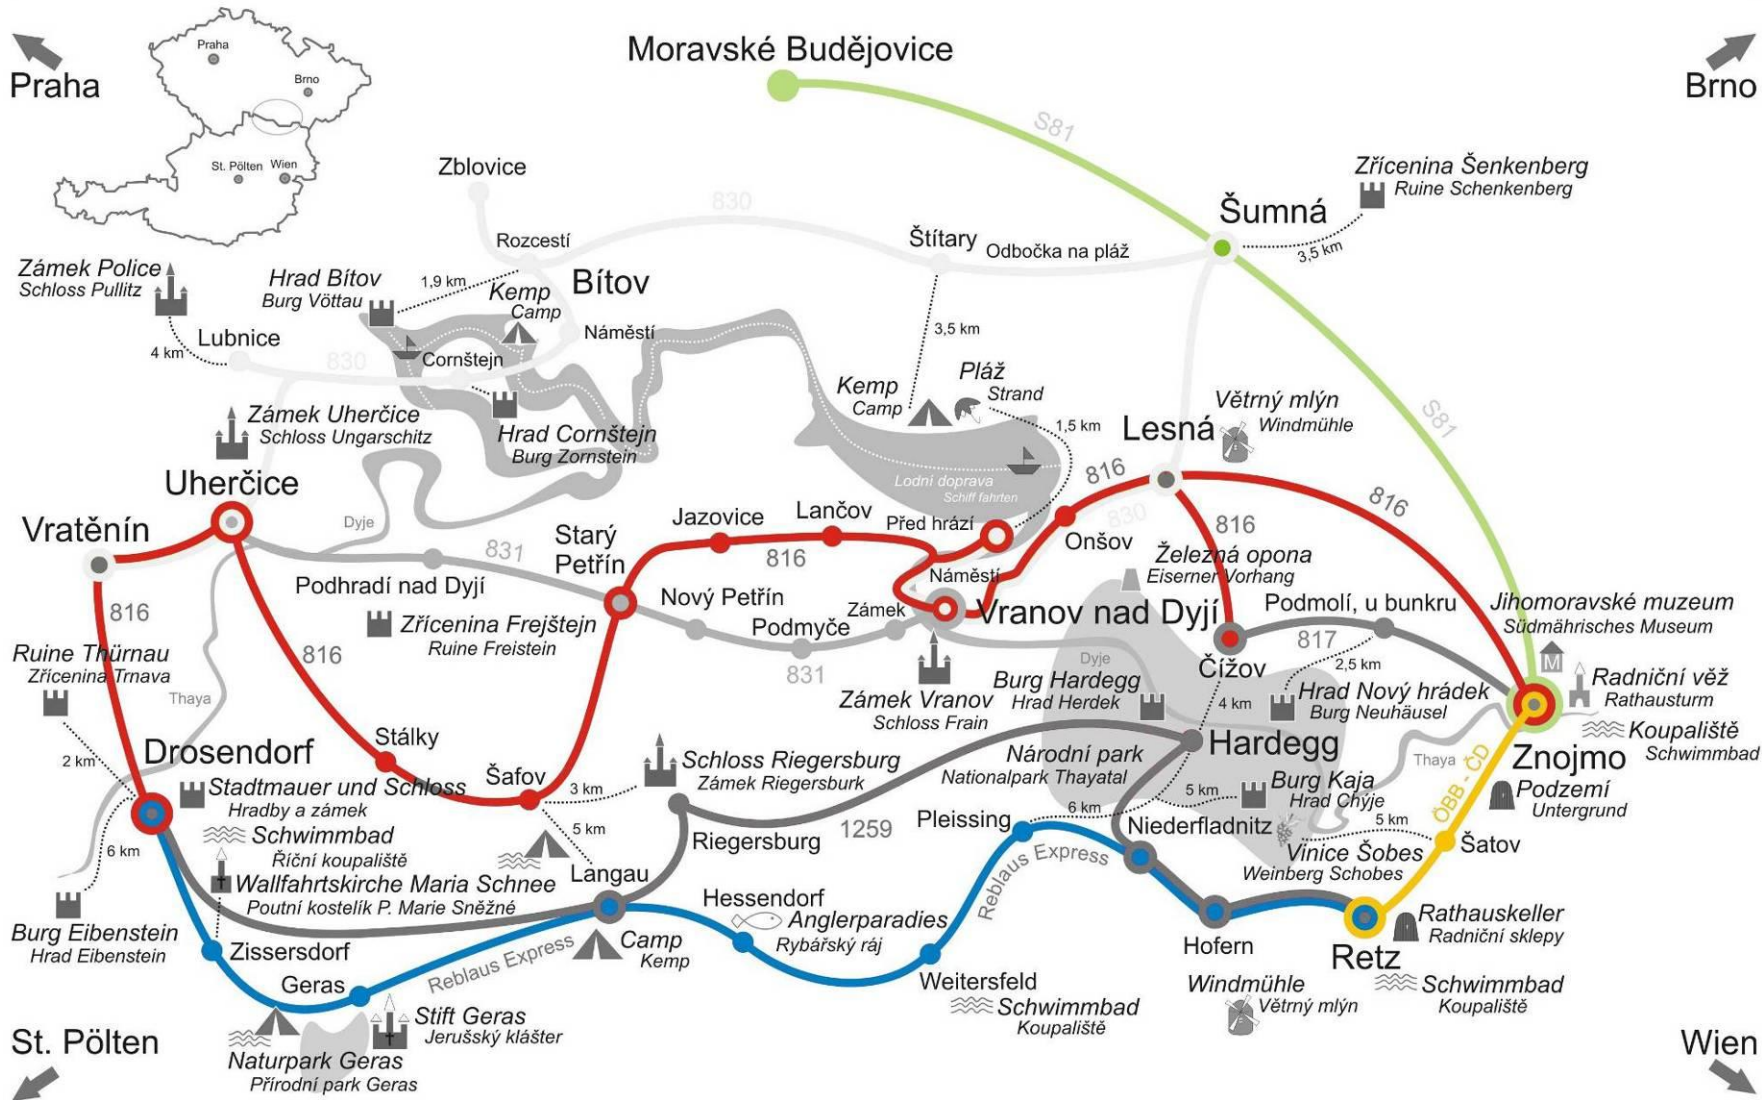 Praha
Praha
Brno
St. Pölten
Wien
Moravské Budějovice
Brno
S81
Zblovice
830
Zřícenina Šenkenberg
Ruine Schenkenberg
Šumná
3,5 km
Rozcestí
Štítary
Odbočka na pláž
Zámek Police
Schloss Pullitz
Hrad Bítov
Burg Vöttau
1,9 km
Bítov
Kemp
Camp
Náměstí
3,5 km
Lubnice
4 km
830
Cornštejn
Kemp
Camp
Pláž
Strand
1,5 km
Větrný mlýn
Windmühle
S81
Zámek Uherčice
Schloss Ungarschitz
Hrad Cornštejn
Burg Zornstein
Lesná
Lodní doprava
Schiff fahrten
816
816
830
816
Uherčice
Vratěnín
Dyje
831
Starý
Petřín
Jazovice
Lančov
816
Před hrází
Onšov
Železná opona
Eiserner Vorhang
Podhradí nad Dyjí
Nový Petřín
Náměstí
Zámek
Vranov nad Dyjí
Podmolí, u bunkru
817
Jihomoravské muzeum
Südmährisches Museum
M
816
816
Zřícenina Frejštejn
Ruine Freistein
Podmyče
831
Čížov
2,5 km
Dyje
Ruine Thürnau
Zřícenina Trnava
Thaya
Zámek Vranov
Schloss Frain
Burg Hardegg
Hrad Herdek
4 km
Hrad Nový hrádek
Burg Neuhäusel
Radniční věž
Rathausturm
Koupaliště
Schwimmbad
2 km
Drosendorf
Stálky
Šafov
3 km
Schloss Riegersburg
Zámek Riegersburk
Národní park
Nationalpark Thayatal
Hardegg
Thaya
Znojmo
Stadtmauer und Schloss
Hradby a zámek
Burg Kaja
Hrad Chýje
5 km
6 km
ÖBB - ČD
Podzemí
Untergrund
Schwimmbad
Říční koupaliště
6 km
5 km
Riegersburg
1259
Pleissing
Niederfladnitz
5 km
Šatov
Vinice Šobes
Weinberg Schobes
Wallfahrtskirche Maria Schnee
Poutní kostelík P. Marie Sněžné
Langau
Reblaus Express
Hessendorf
Anglerparadies
Rybářský ráj
Burg Eibenstein
Hrad Eibenstein
Zissersdorf
Reblaus Express
Camp
Kemp
Hofern
Retz
Rathauskeller
Radniční sklepy
Geras
Weitersfeld
Schwimmbad
Koupaliště
Windmühle
Větrný mlýn
Schwimmbad
Koupaliště
Stift Geras
Jerušský klášter
Naturpark Geras
Přírodní park Geras
St. Pölten
Wien